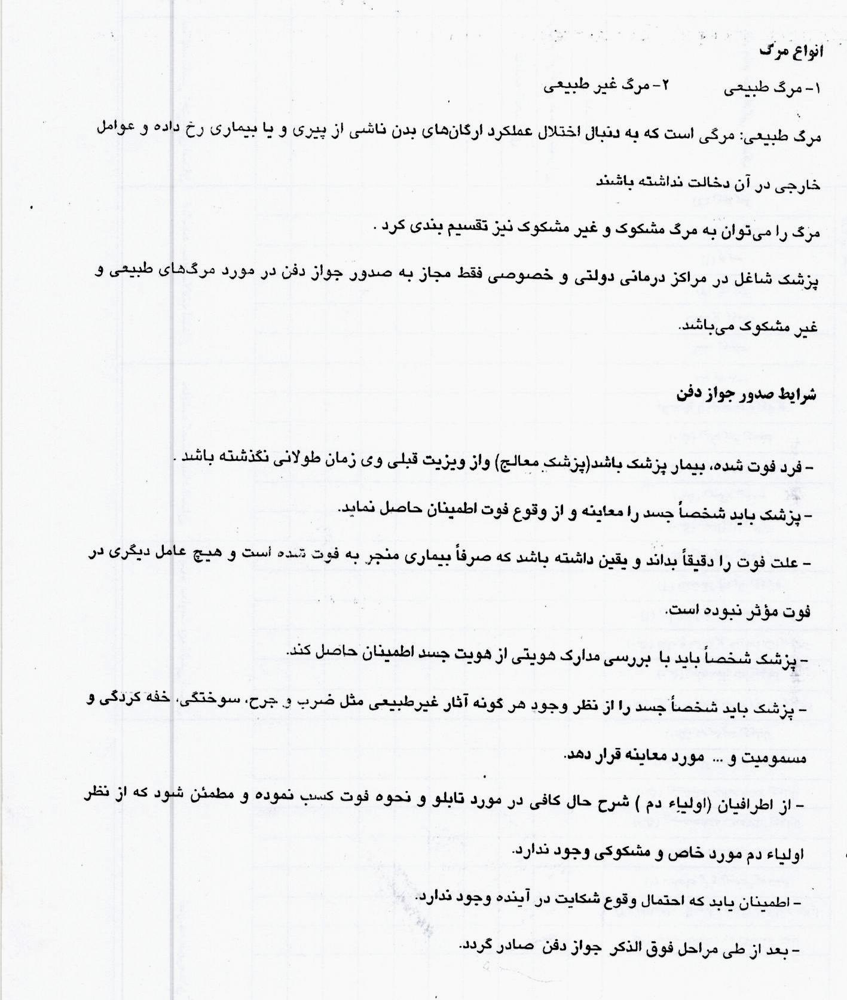 انواع مرگ
۱- مرگ طبیعی ۲- مرگ غیر طبیعی
مرگ طبیعی: مرگی است که به دنبال اختلال عملکرد ارگان‌های بدن ناشی از پیری و یا بیماری رخ داده و عوامل
خارجی در آن دخالت نداشته باشند
مرگ را می‌توان به مرگ مشکوک و غیر مشکوک نیز تقسیم بندی کرد .
پزشک شاغل در مراکز درمانی دولتی و خصوصی فقط مجاز به صدور جواز دفن در مورد مرگ‌های طبیعی و
غیر مشکوک می‌باشد.
شرایط صدور جواز دفن
- فرد فوت شده، بیمار پزشک باشد(پزشک معالج) واز ویزیت قبلی وی زمان طولانی نگذشته باشد .
- پزشک باید شخصاً جسد را معاینه و از وقوع فوت اطمینان حاصل نماید.
- علت فوت را دقیقاً بداند و یقین داشته باشد که صرفاً بیماری منجر به فوت شده است و هیچ عامل دیگری در
فوت مؤثر نبوده است.
- پزشک شخصاً باید با بررسی مدارک هویتی از هویت جسد اطمینان حاصل کند.
- پزشک باید شخصاً جسد را از نظر وجود هر گونه آثار غیرطبیعی مثل ضرب و جرح، سوختگی، خفه کردگی و
مسمومیت و ... مورد معاینه قرار دهد.
- از اطرافیان (اولیاء دم ) شرح حال کافی در مورد تابلو و نحوه فوت کسب نموده و مطمئن شود که از نظر
اولیاء دم مورد خاص و مشکوکی وجود ندارد.
- اطمینان یابد که احتمال وقوع شکایت در آینده وجود ندارد.
- بعد از طی مراحل فوق الذکر جواز دفن صادر گردد.